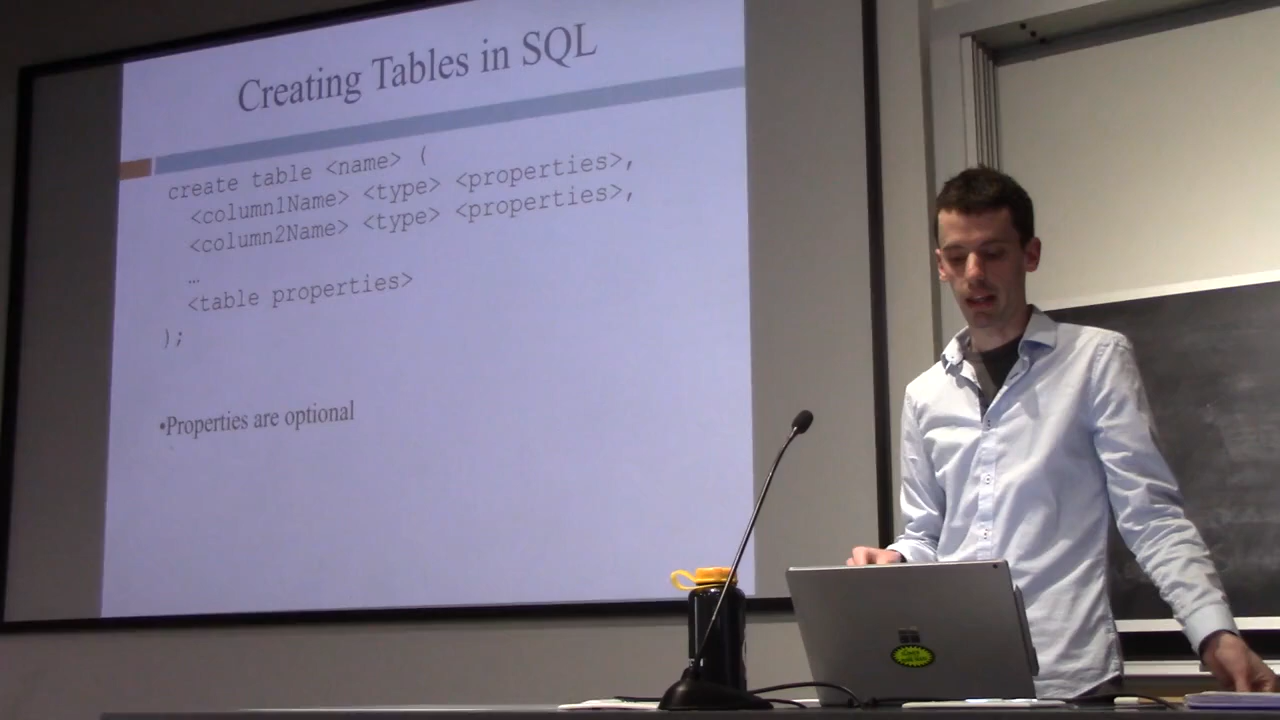 Creating Tables in SQL
create table <name> (
<column1Name> <type> <properties>,
<column2Name> <type> <properties>,
…
<table properties>
);
•Properties are optional